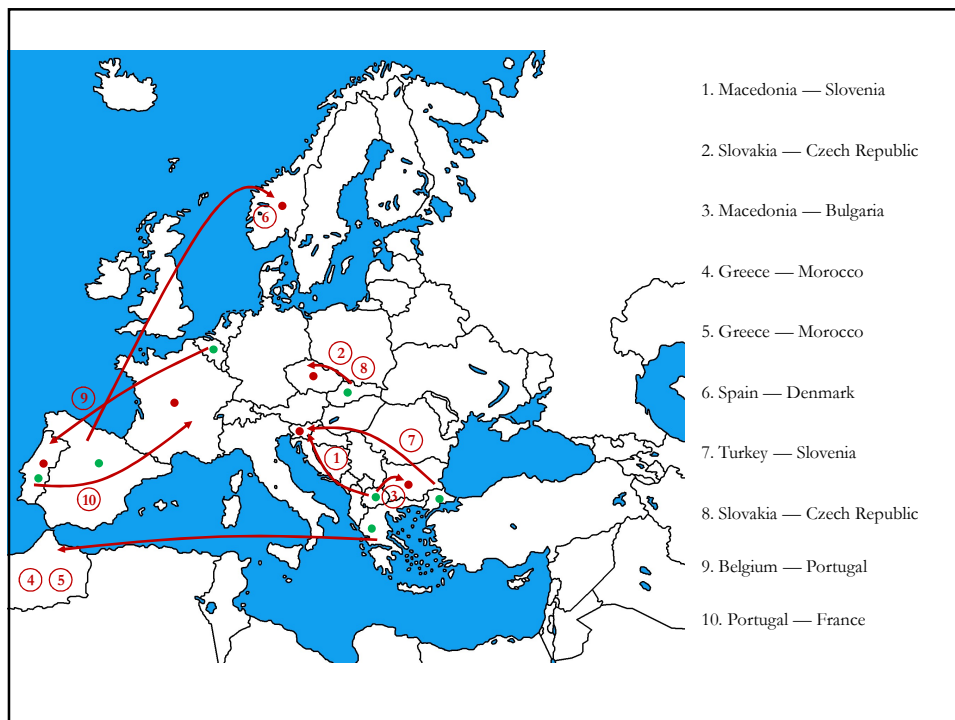 1. Macedonia — Slovenia
2. Slovakia — Czech Republic
3. Macedonia — Bulgaria
4. Greece — Morocco
5. Greece — Morocco
6. Spain — Denmark
7. Turkey — Slovenia
8. Slovakia — Czech Republic
9. Belgium — Portugal
10. Portugal — France
6
2
8
9
7
1
10
3
4
5